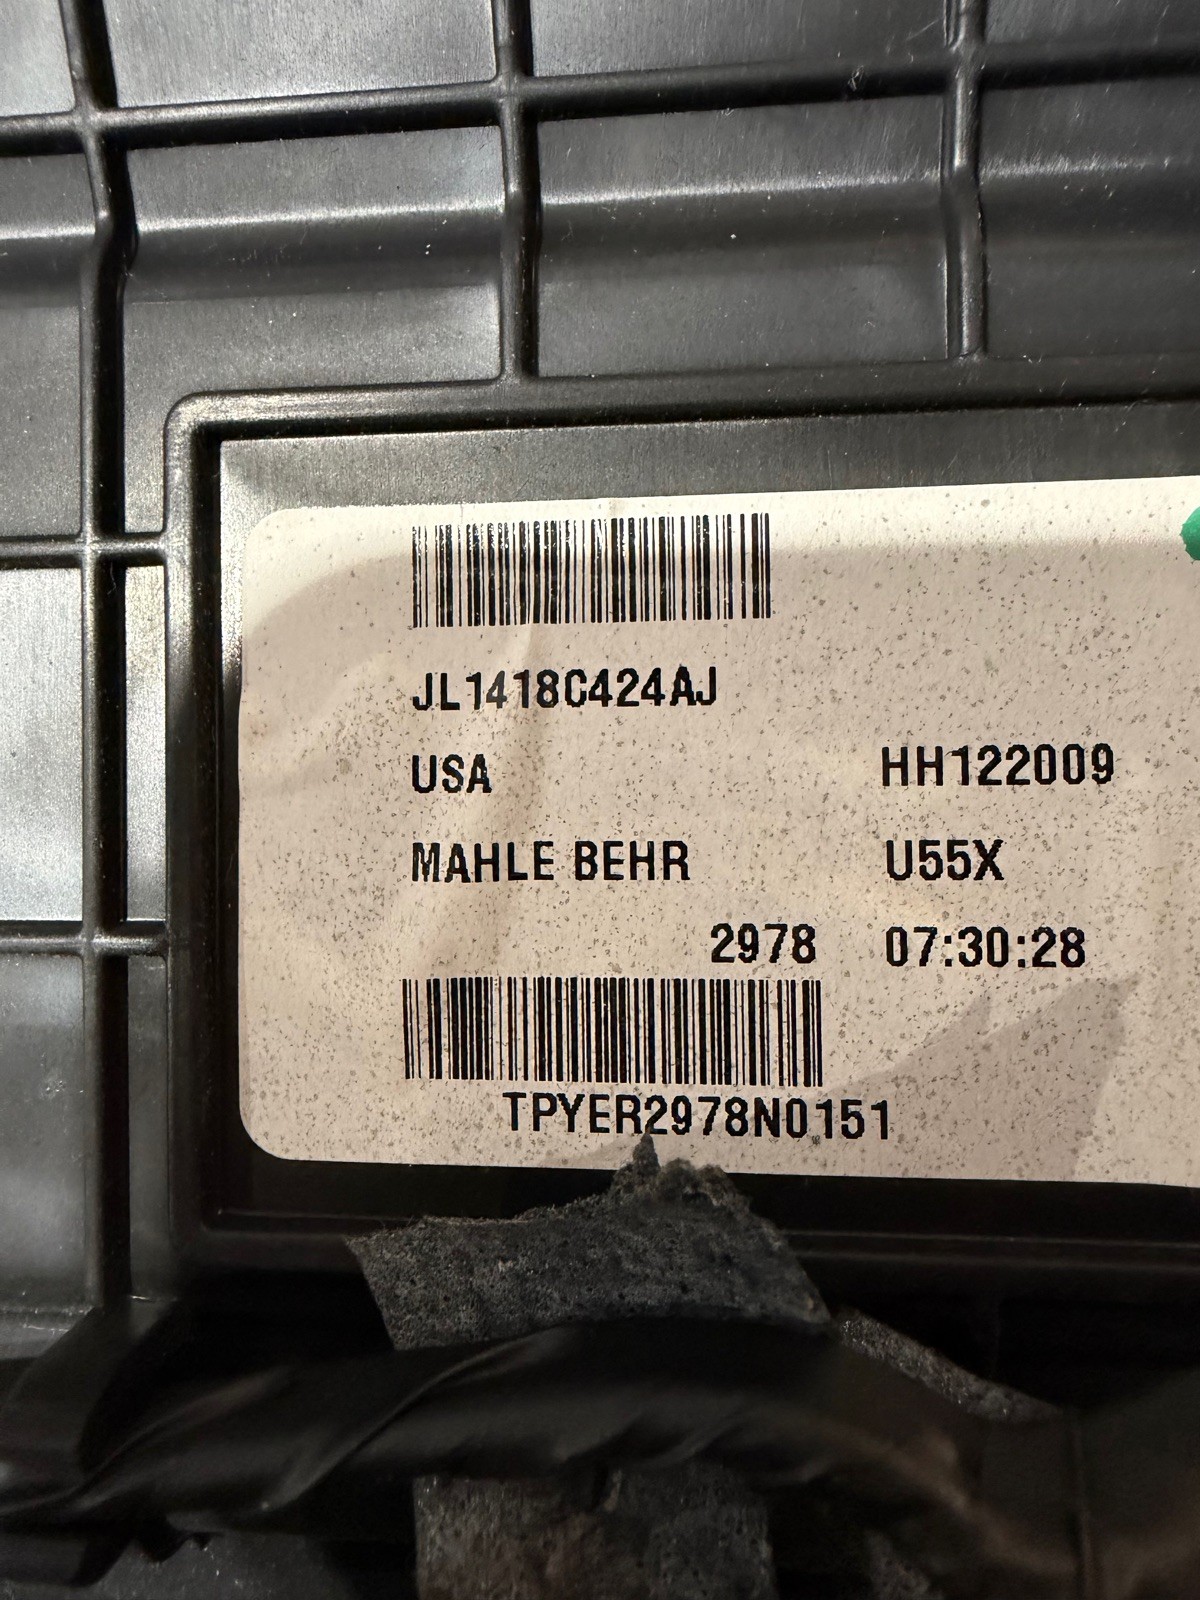 JL1418C424AJ
USA HH122009
MAHLE BEHR U55X
2978 07:30:28
TPYER2978N0151